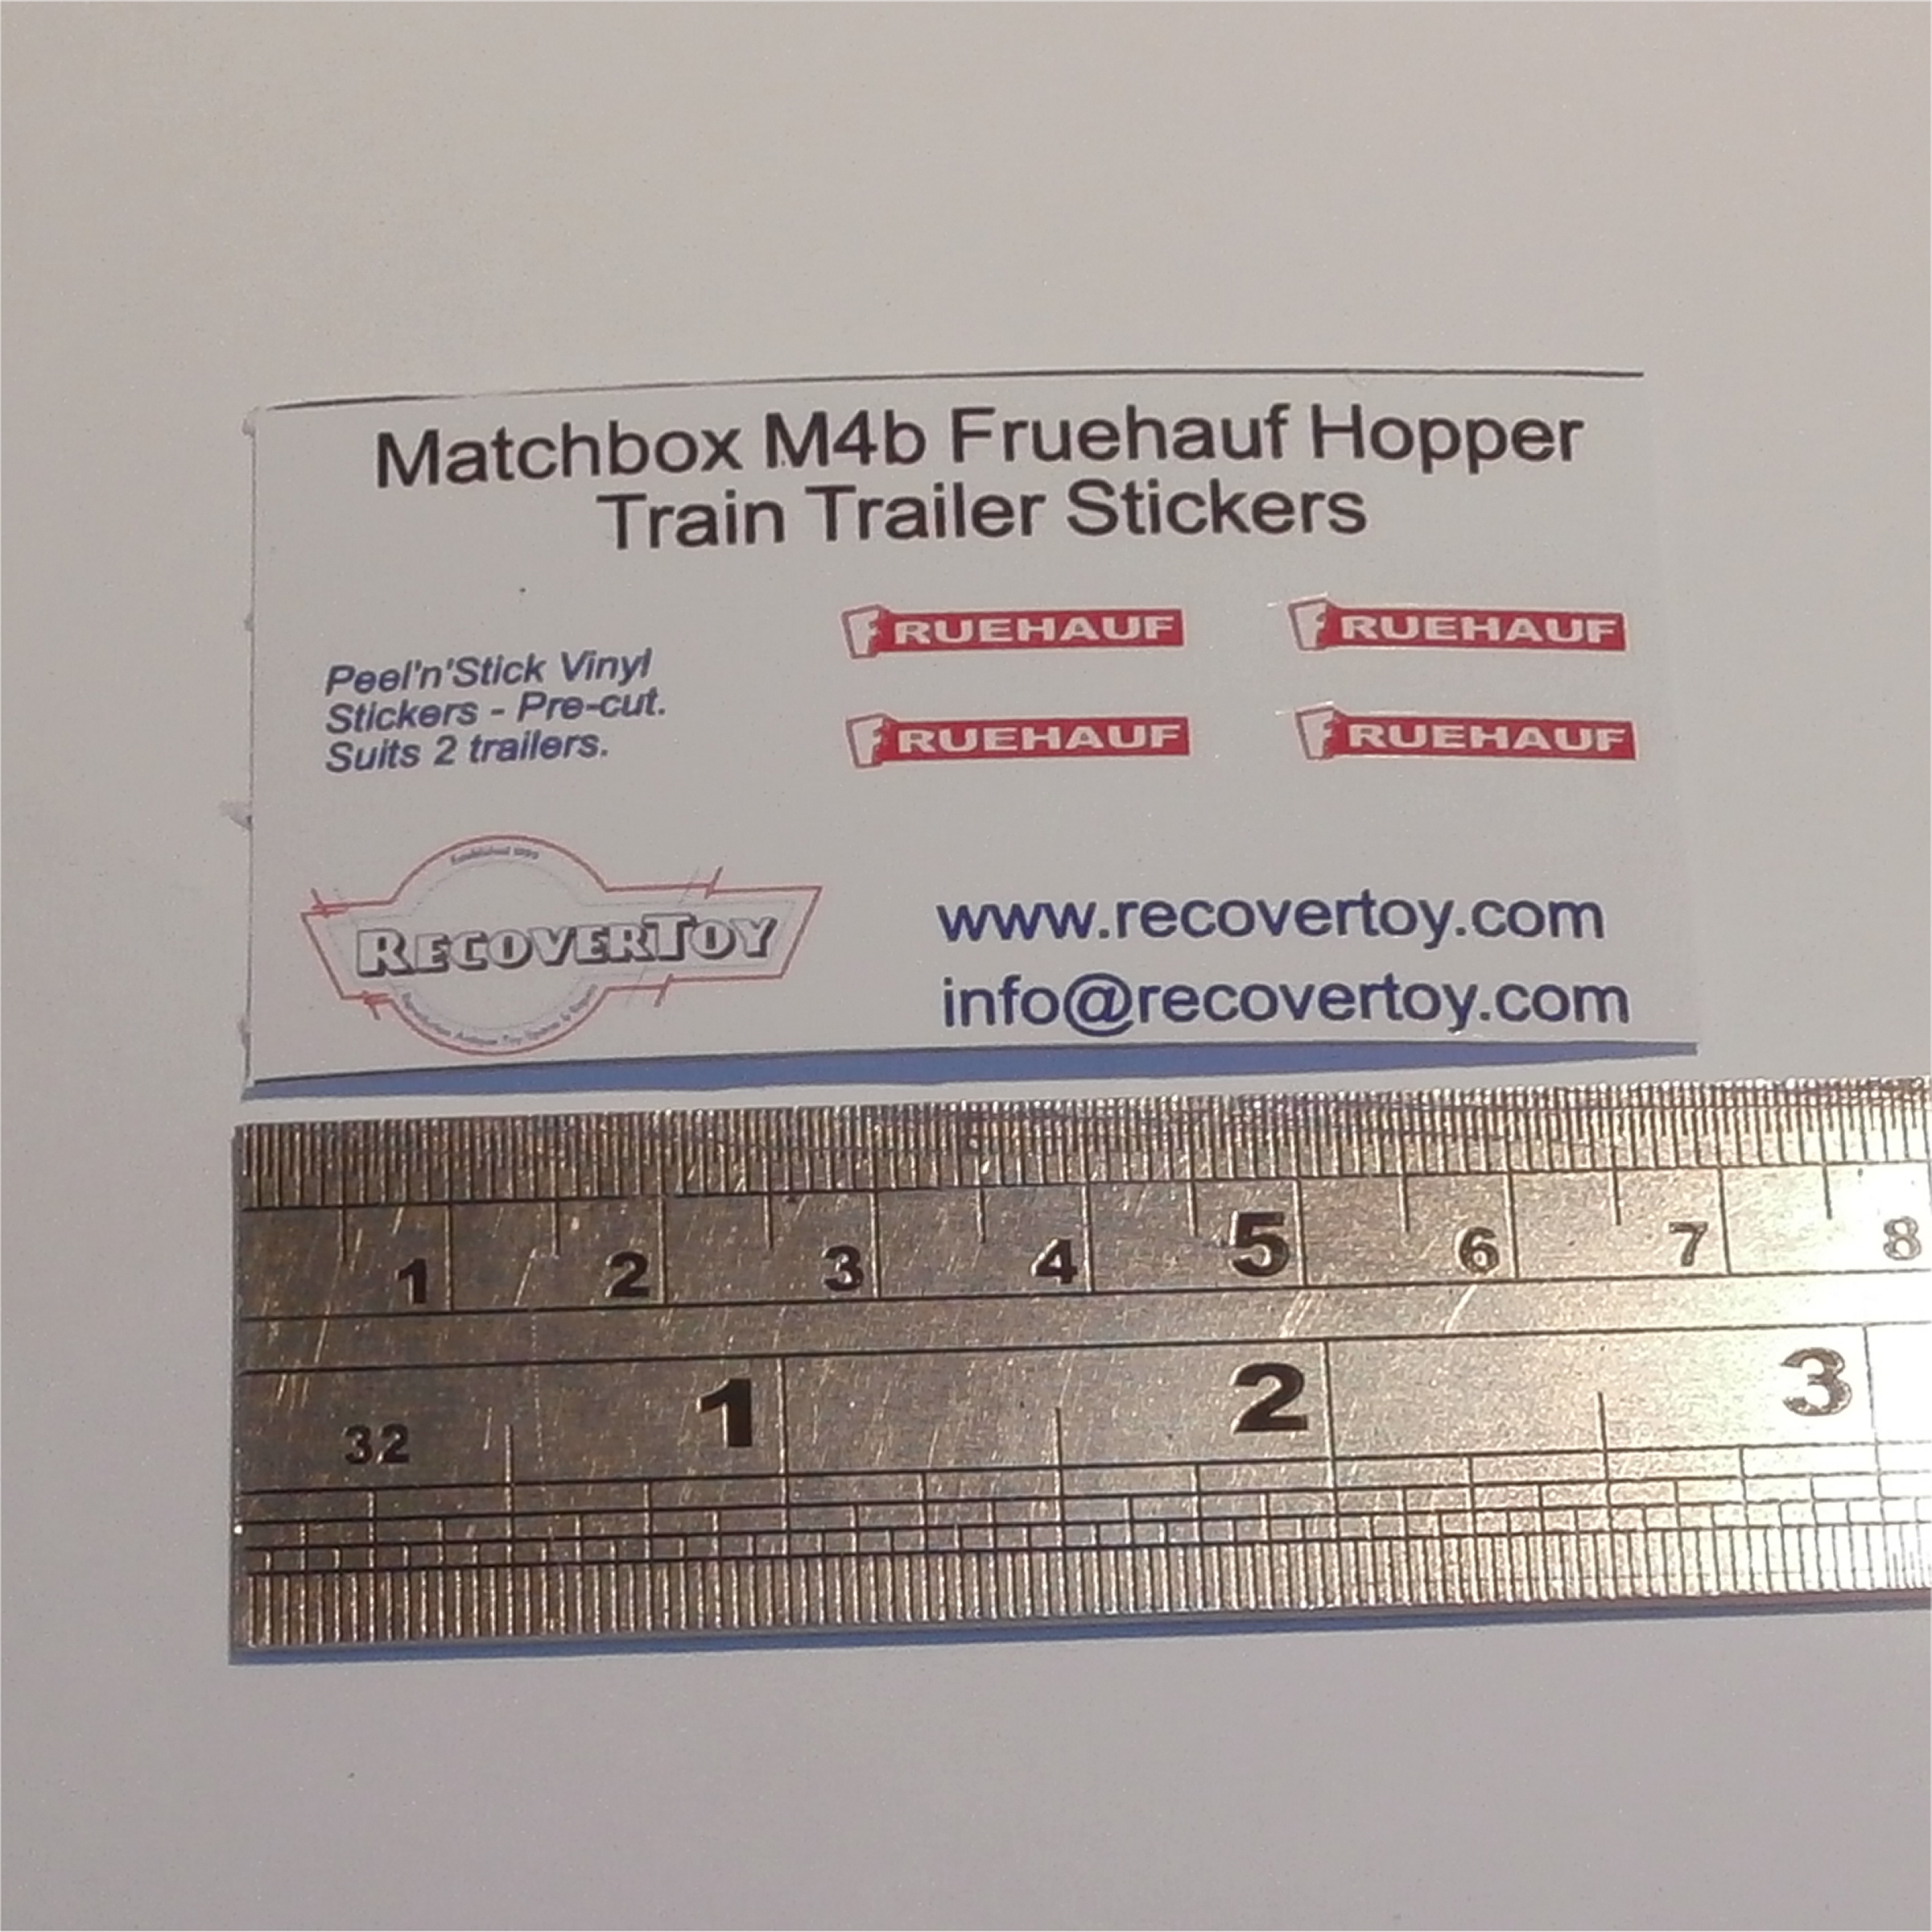 Matchbox M4b Fruehauf Hopper
Train Trailer Stickers
FRUEHAUF FRUEHAUF
Peel'n'Stick Vinyl
Stickers - Pre-cut.
Suits 2 trailers.
FRUEHAUF FRUEHAUF
Established
RECOVERTOY
www.recovertoy.com
info@recovertoy.com
1 2 3 4 5 6 7 8
1 2 3
32